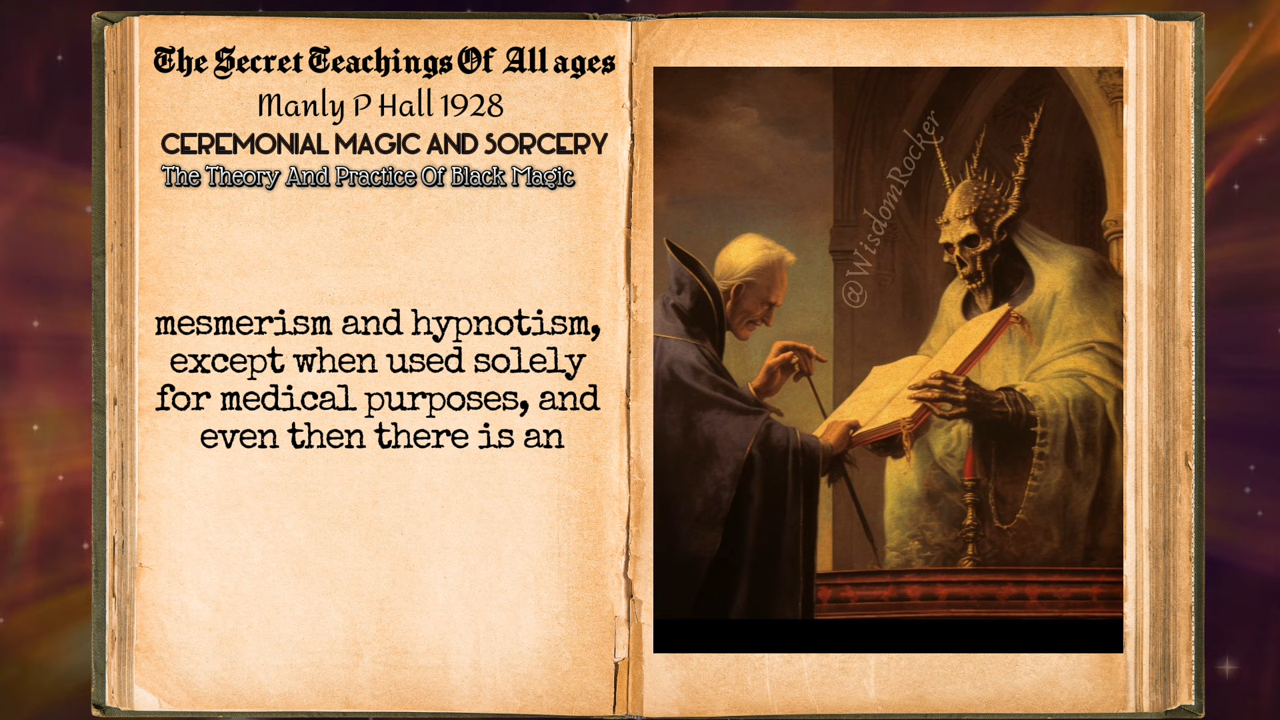 The Secret Teachings Of All ages
Manly P Hall 1928
CEREMONIAL MAGIC AND SORCERY
The Theory And Practice Of Black Magic
mesmerism and hypnotism,
except when used solely
for medical purposes, and
even then there is an
@WisdomRocker